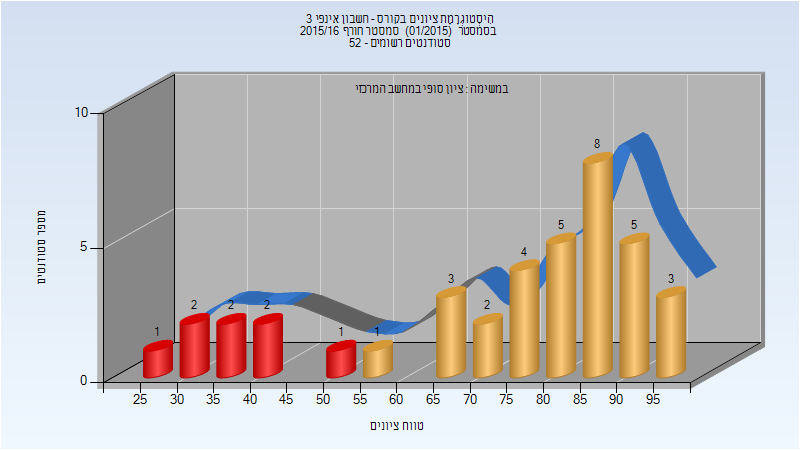 היסטוגרמת ציונים בקורס - חשבון אינפי 3
בסמסטר (01/2015) סמסטר חורף 2015/16
סטודנטים רשומים - 52
במשימה : ציון סופי במחשב המרכזי
מספר סטודנטים
10
5
0
1
2
2
2
1
1
3
2
4
5
8
5
3
25 30 35 40 45 50 55 60 65 70 75 80 85 90 95
טווח ציונים